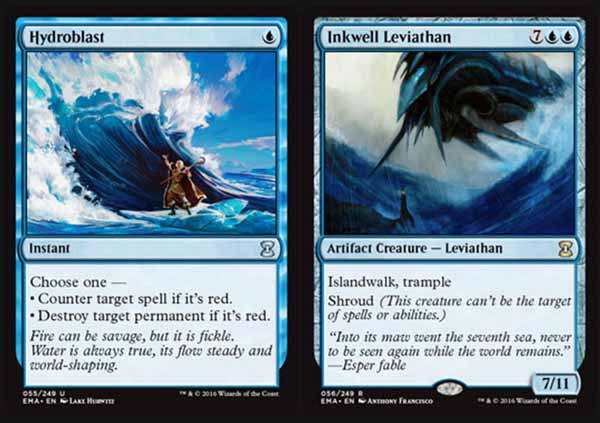 Hydroblast
Instant
Choose one —
• Counter target spell if it's red.
• Destroy target permanent if it's red.
Fire can be savage, but it is fickle.
Water is always true, its flow steady and
world-shaping.
055/249 U
EMA • EN Lake Hurwitz
™ & © 2016 Wizards of the Coast
Inkwell Leviathan
7
Artifact Creature — Leviathan
Islandwalk, trample
Shroud (This creature can't be the target
of spells or abilities.)
"Into its maw went the seventh sea, never
to be seen again while the world remains."
—Esper fable
7/11
056/249 R
EMA • EN Anthony Francisco
™ & © 2016 Wizards of the Coast